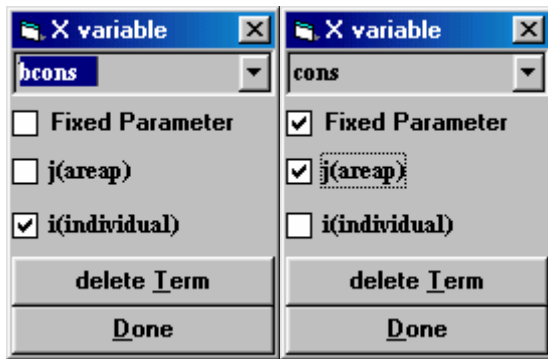 X variable
bcons
Fixed Parameter
j(areap)
i(individual)
delete Term
Done
X variable
cons
Fixed Parameter
j(areap)
i(individual)
delete Term
Done